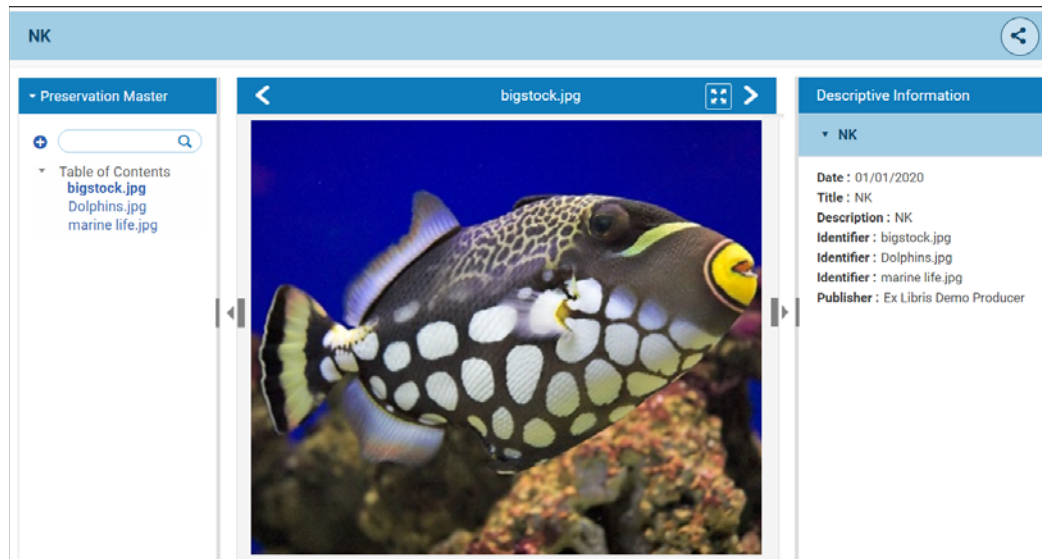 NK
Preservation Master
Table of Contents
bigstock.jpg
Dolphins.jpg
marine life.jpg
bigstock.jpg
Descriptive Information
NK
Date : 01/01/2020
Title : NK
Description : NK
Identifier : bigstock.jpg
Identifier : Dolphins.jpg
Identifier : marine life.jpg
Publisher : Ex Libris Demo Producer